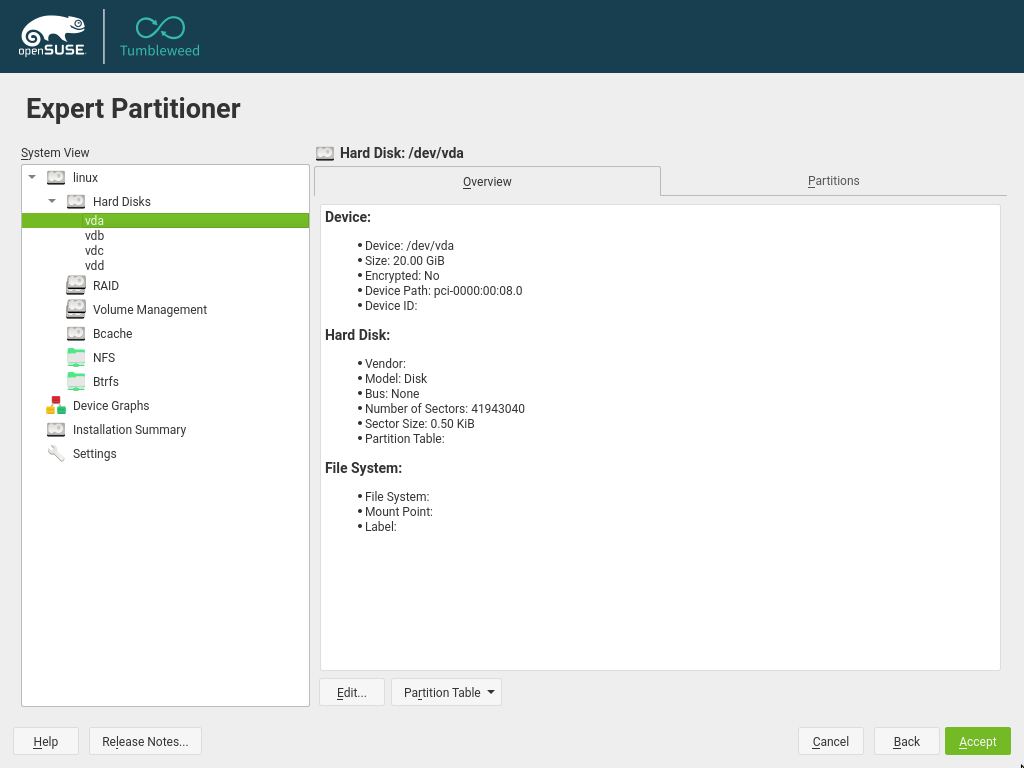 openSUSE
Tumbleweed
Expert Partitioner
System View
linux
Hard Disks
vda
vdb
vdc
vdd
RAID
Volume Management
Bcache
NFS
Btrfs
Device Graphs
Installation Summary
Settings
Hard Disk: /dev/vda
Overview
Partitions
Device:
• Device: /dev/vda
• Size: 20.00 GiB
• Encrypted: No
• Device Path: pci-0000:00:08.0
• Device ID:
Hard Disk:
• Vendor:
• Model: Disk
• Bus: None
• Number of Sectors: 41943040
• Sector Size: 0.50 KiB
• Partition Table:
File System:
• File System:
• Mount Point:
• Label:
Edit...
Partition Table
Help
Release Notes...
Cancel
Back
Accept